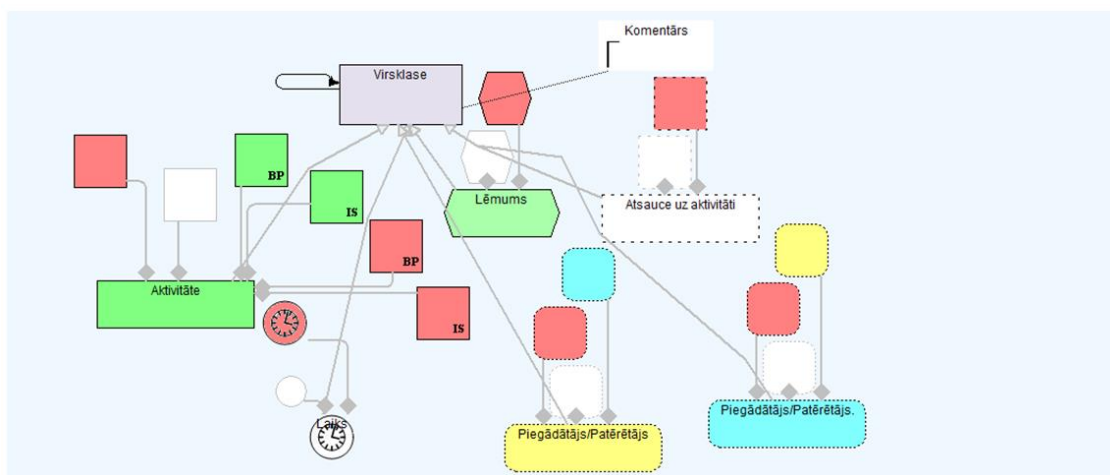 Komentārs
Virsklase
BP
IS
Lēmums
Atsauce uz aktivitāti
BP
Aktivitāte
IS
Laiks
Piegādātājs/Patērētājs.
Piegādātājs/Patērētājs